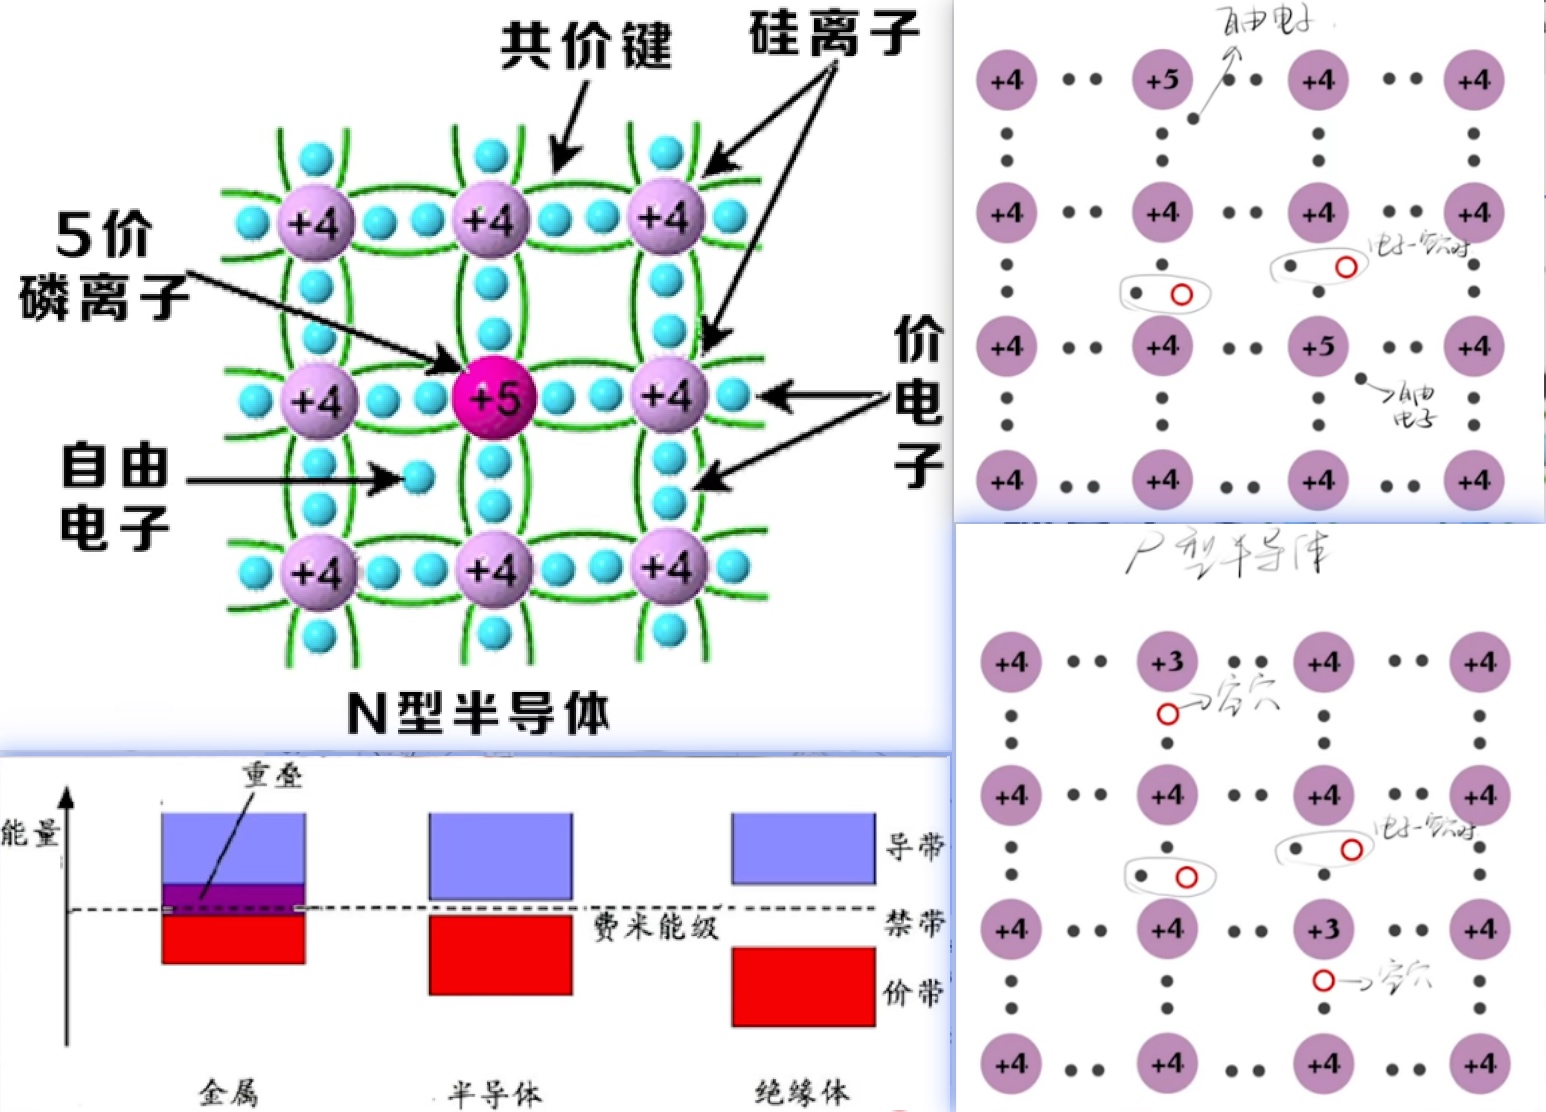 共价键
硅离子
+4 +4 +4
5价
磷离子
价
电
子
+4 +5 +4
自由
电子
+4 +4 +4
N型半导体
自由电子
+4 +5 +4 +4
+4 +4 +4 +4
电子-空穴对
+4 +4 +5 +4
自由
电子
+4 +4 +4 +4
重叠
能量
导带
费米能级
禁带
价带
金属
半导体
绝缘体
P型半导体
+4 +3 +4 +4
空穴
+4 +4 +4 +4
电子-空穴对
+4 +4 +3 +4
空穴
+4 +4 +4 +4